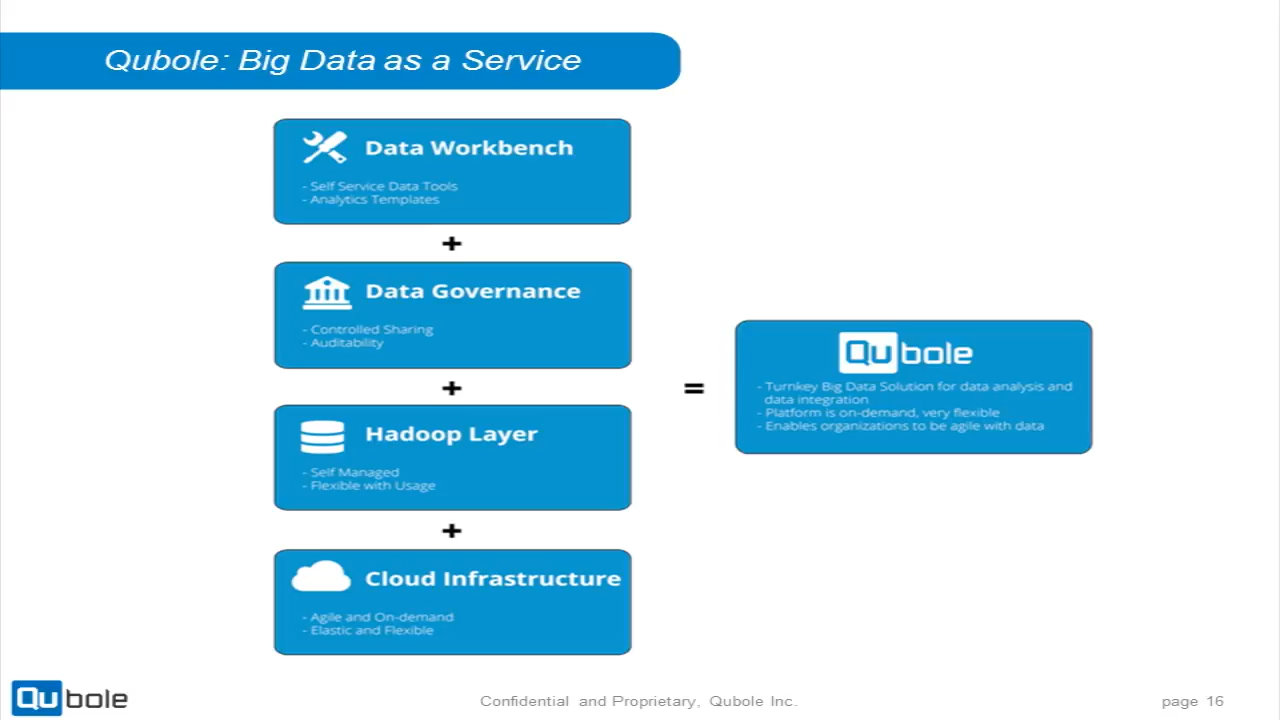 Qubole: Big Data as a Service
Data Workbench
- Self Service Data Tools
- Analytics Templates
+
Data Governance
- Controlled Sharing
- Auditability
+
Hadoop Layer
- Self Managed
- Flexible with Usage
+
Cloud Infrastructure
- Agile and On-demand
- Elastic and Flexible
=
Qubole
- Turnkey Big Data Solution for data analysis and
data integration
- Platform is on-demand, very flexible
- Enables organizations to be agile with data
Qubole
Confidential and Proprietary, Qubole Inc.
page 16